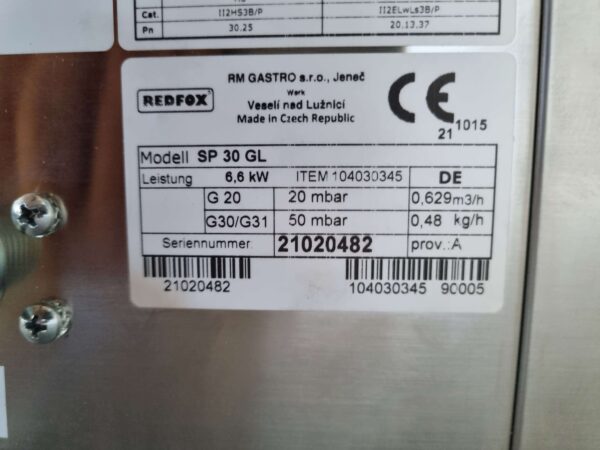 Cat. II2HS3B/P II2ELwLs3B/P
Pn 30.25 20.13.37
REDFOX
RM GASTRO s.r.o., Jeneč
Werk
Veselí nad Lužnicí
Made in Czech Republic
CE
21 1015
Modell SP 30 GL
Leistung 6,6 kW ITEM 104030345 DE
G 20 20 mbar 0,629m3/h
G30/G31 50 mbar 0,48 kg/h
Seriennummer 21020482 prov.:A
21020482 104030345 90005